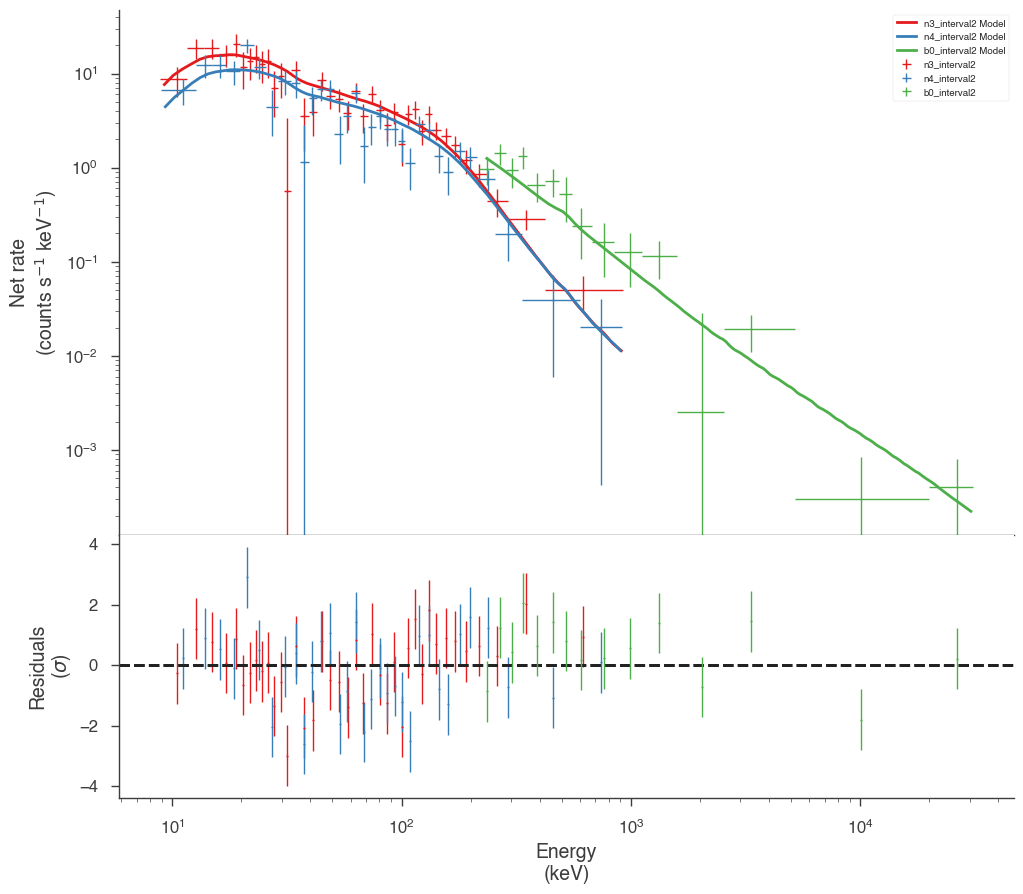 n3_interval2 Model
n4_interval2 Model
b0_interval2 Model
n3_interval2
n4_interval2
b0_interval2
10¹
10⁰
10⁻¹
10⁻²
10⁻³
Net rate
(counts s⁻¹ keV⁻¹)
4
2
0
−2
−4
Residuals
(σ)
10¹ 10² 10³ 10⁴
Energy
(keV)